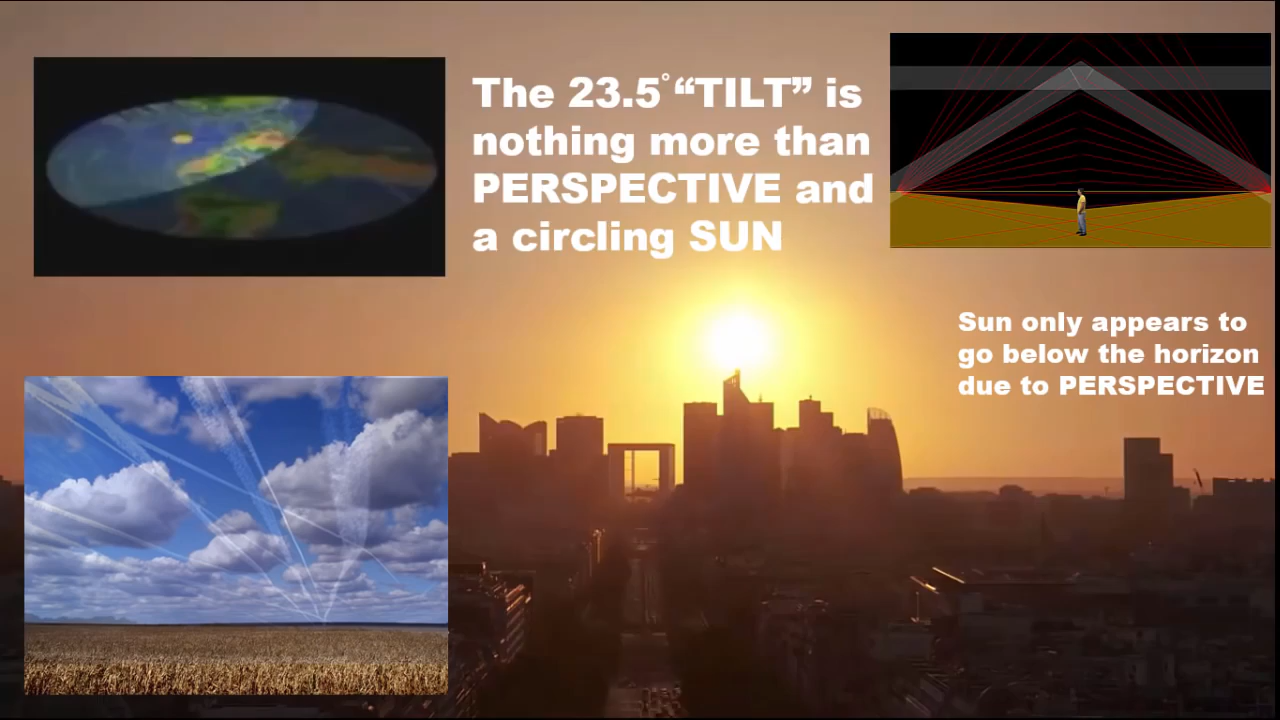 The 23.5° “TILT” is
nothing more than
PERSPECTIVE and
a circling SUN
Sun only appears to
go below the horizon
due to PERSPECTIVE